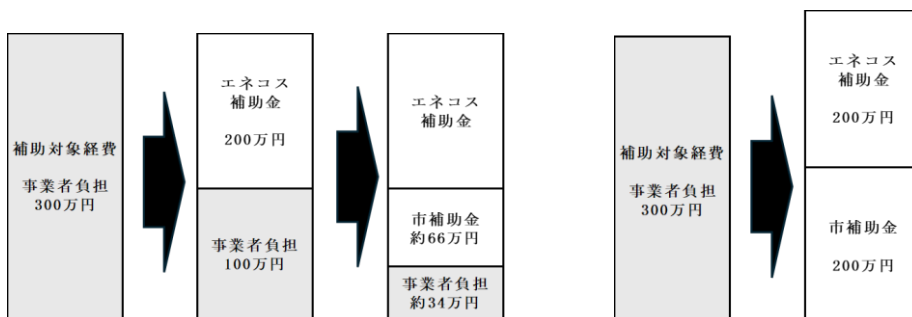 補助対象経費
事業者負担
300万円
エネコス
補助金
200万円
事業者負担
100万円
エネコス
補助金
市補助金
約66万円
事業者負担
約34万円
補助対象経費
事業者負担
300万円
エネコス
補助金
200万円
市補助金
200万円